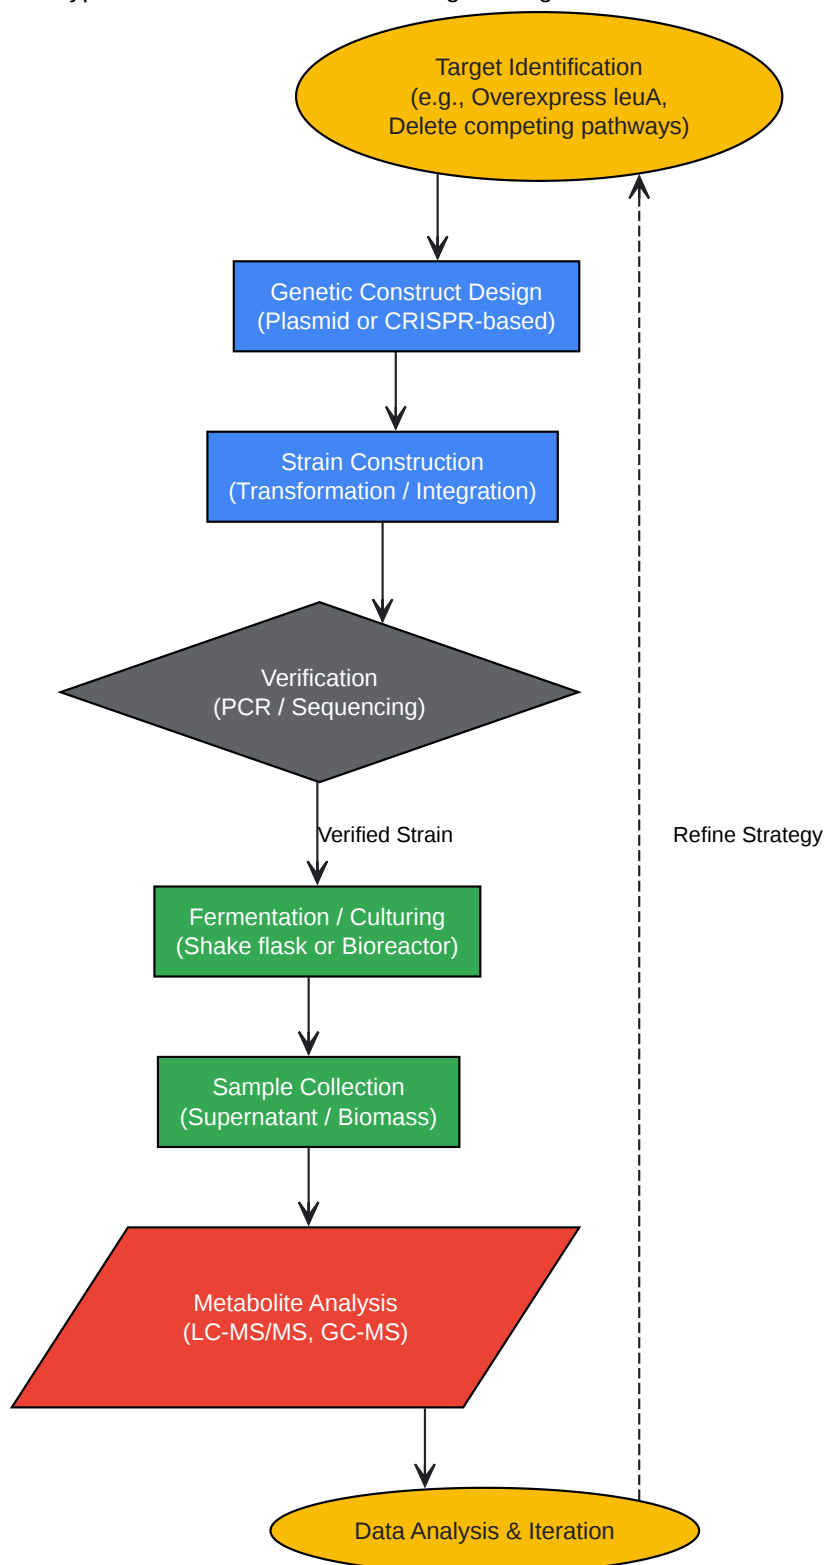 Target Identification
(e.g., Overexpress leuA,
Delete competing pathways)
Genetic Construct Design
(Plasmid or CRISPR-based)
Strain Construction
(Transformation / Integration)
Verification
(PCR / Sequencing)
Verified Strain
Refine Strategy
Fermentation / Culturing
(Shake flask or Bioreactor)
Sample Collection
(Supernatant / Biomass)
Metabolite Analysis
(LC-MS/MS, GC-MS)
Data Analysis & Iteration